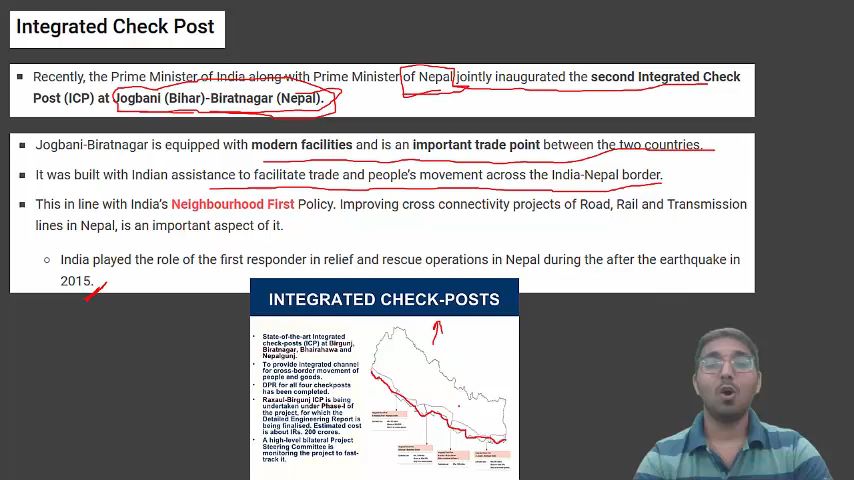 Integrated Check Post
Recently, the Prime Minister of India along with Prime Minister of Nepal jointly inaugurated the second Integrated Check
Post (ICP) at Jogbani (Bihar)-Biratnagar (Nepal).
Jogbani-Biratnagar is equipped with modern facilities and is an important trade point between the two countries.
It was built with Indian assistance to facilitate trade and people's movement across the India-Nepal border.
This in line with India's Neighbourhood First Policy. Improving cross connectivity projects of Road, Rail and Transmission
lines in Nepal, is an important aspect of it.
India played the role of the first responder in relief and rescue operations in Nepal during the after the earthquake in
2015.
INTEGRATED CHECK-POSTS
State-of-the-art Integrated
check-posts (ICP) at Birgunj,
Biratnagar, Bhairahawa and
Nepalgunj.
To provide integrated channel
for cross-border movement of
people and goods.
DPR for all four checkposts
has been completed.
Raxaul-Birgunj ICP is being
undertaken under Phase-I of
the project, for which the
Detailed Engineering Report is
being finalised. Estimated cost
is about IRs. 200 crores.
A high-level bilateral Project
Steering Committee is
monitoring the project to fast-
track it.